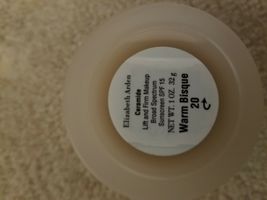 Elizabeth Arden
Ceramide
Lift and Firm Makeup
Broad Spectrum
Sunscreen SPF 15
NET WT. 1 OZ. 32 g
Warm Bisque
20